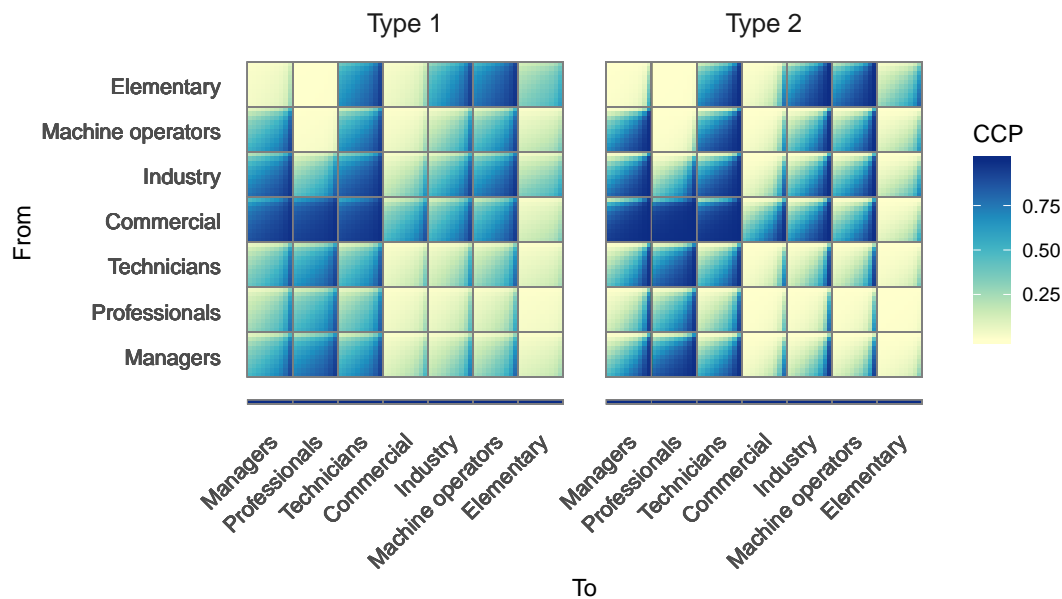 Type 1
Type 2
From
Elementary
Machine operators
Industry
Commercial
Technicians
Professionals
Managers
CCP
0.75
0.50
0.25
Managers
Professionals
Technicians
Commercial
Industry
Machine operators
Elementary
Managers
Professionals
Technicians
Commercial
Industry
Machine operators
Elementary
To